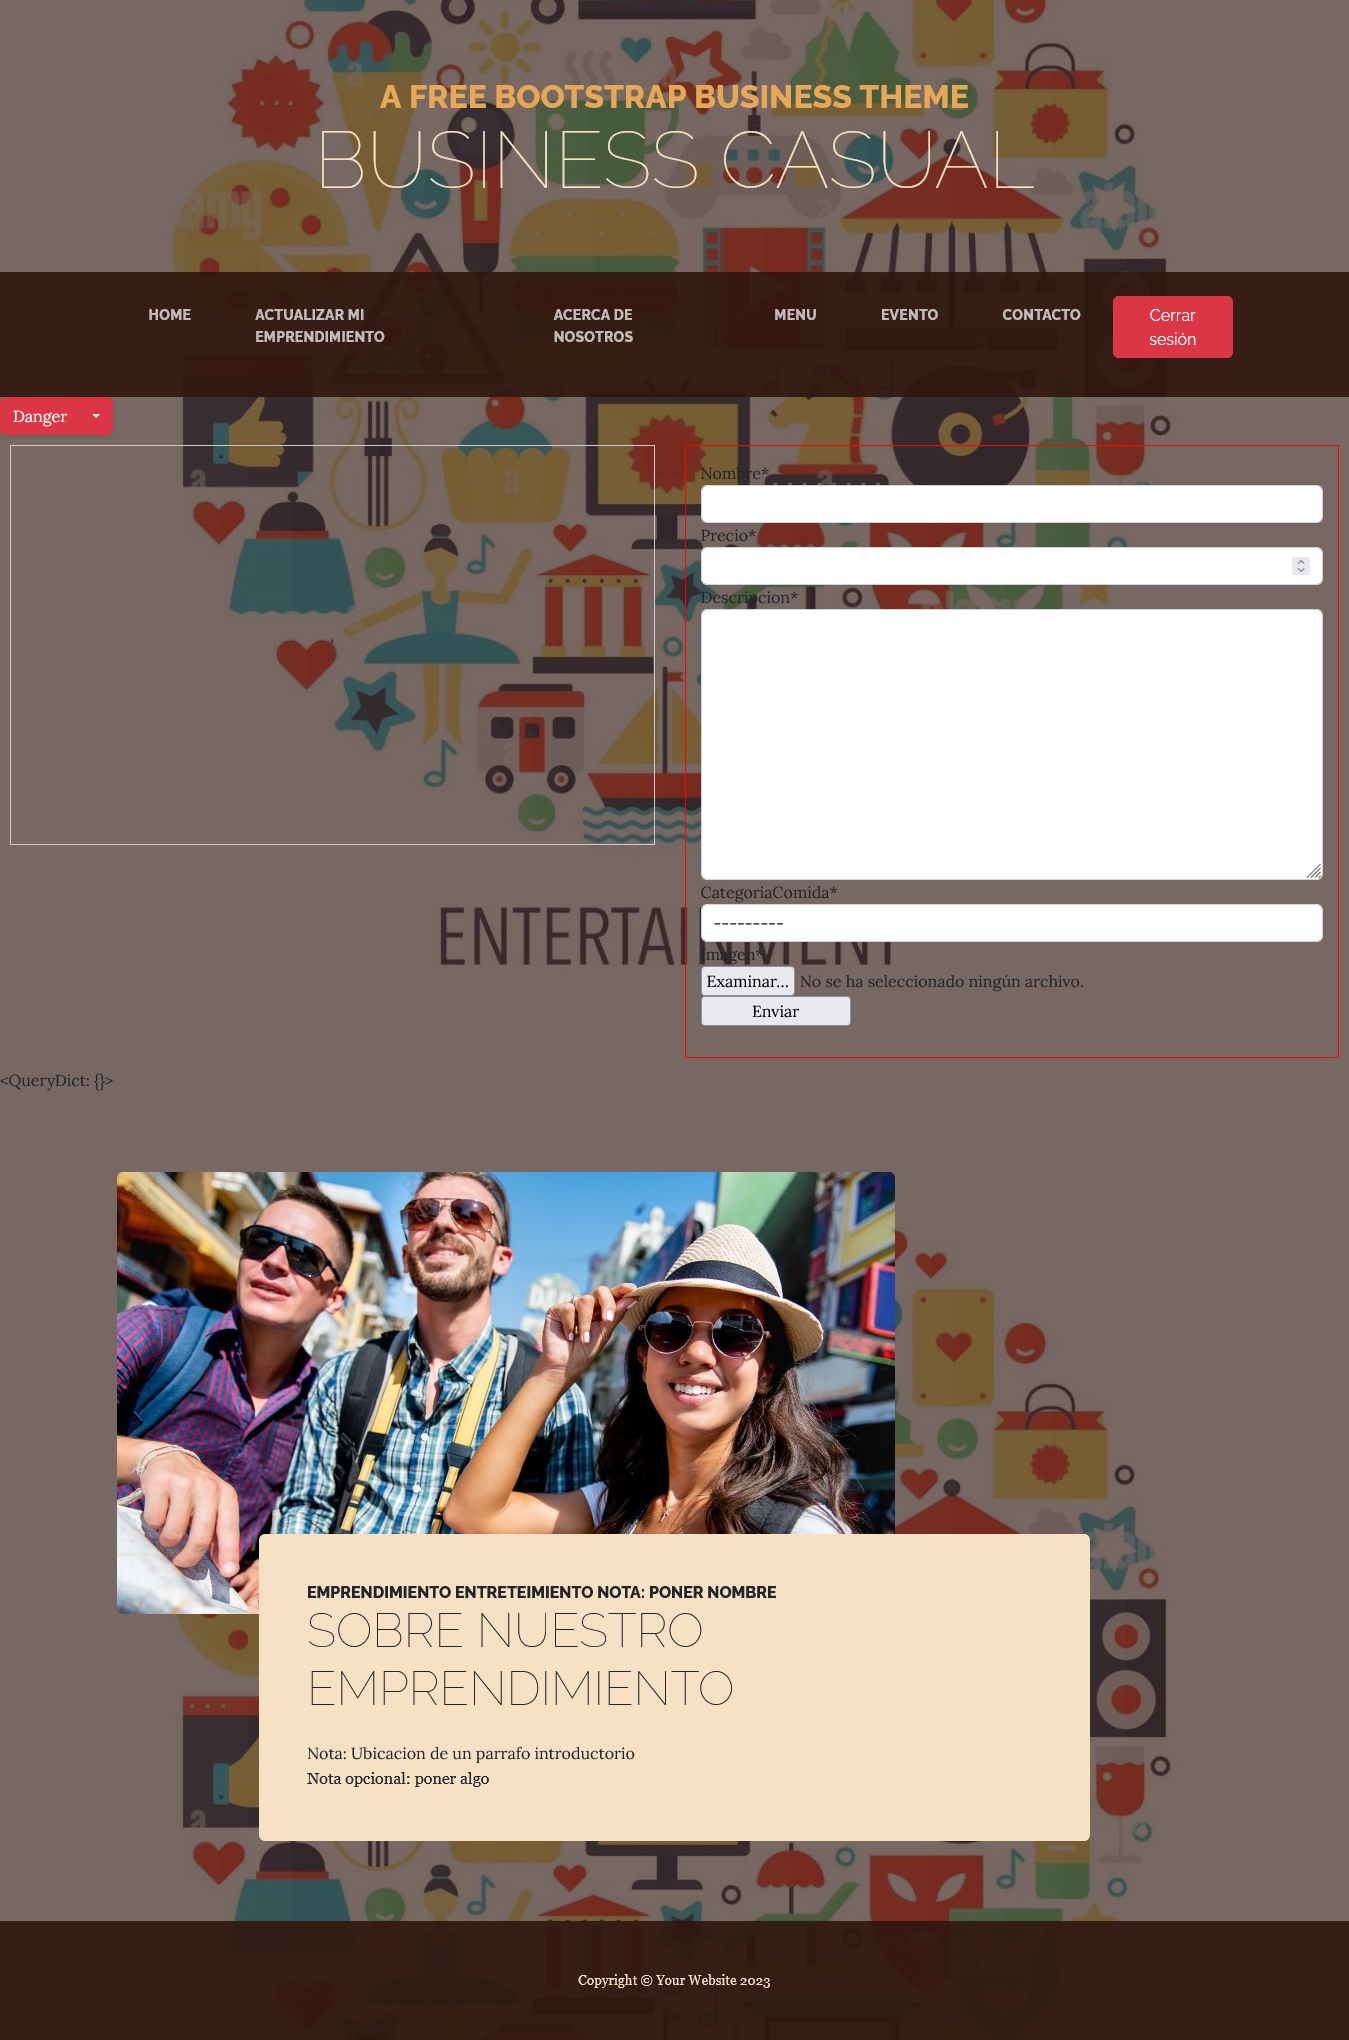 A FREE BOOTSTRAP BUSINESS THEME
BUSINESS CASUAL
HOME
ACTUALIZAR MI
EMPRENDIMIENTO
ACERCA DE
NOSOTROS
MENU
EVENTO
CONTACTO
Cerrar
sesión
Danger
Nombre*
Precio*
Descripcion*
CategoriaComida*
---------
ENTERTAINMENT
Imagen*
Examinar... No se ha seleccionado ningún archivo.
Enviar
<QueryDict: {}>
EMPRENDIMIENTO ENTRETEIMIENTO NOTA: PONER NOMBRE
SOBRE NUESTRO
EMPRENDIMIENTO
Nota: Ubicacion de un parrafo introductorio
Nota opcional: poner algo
Copyright © Your Website 2023